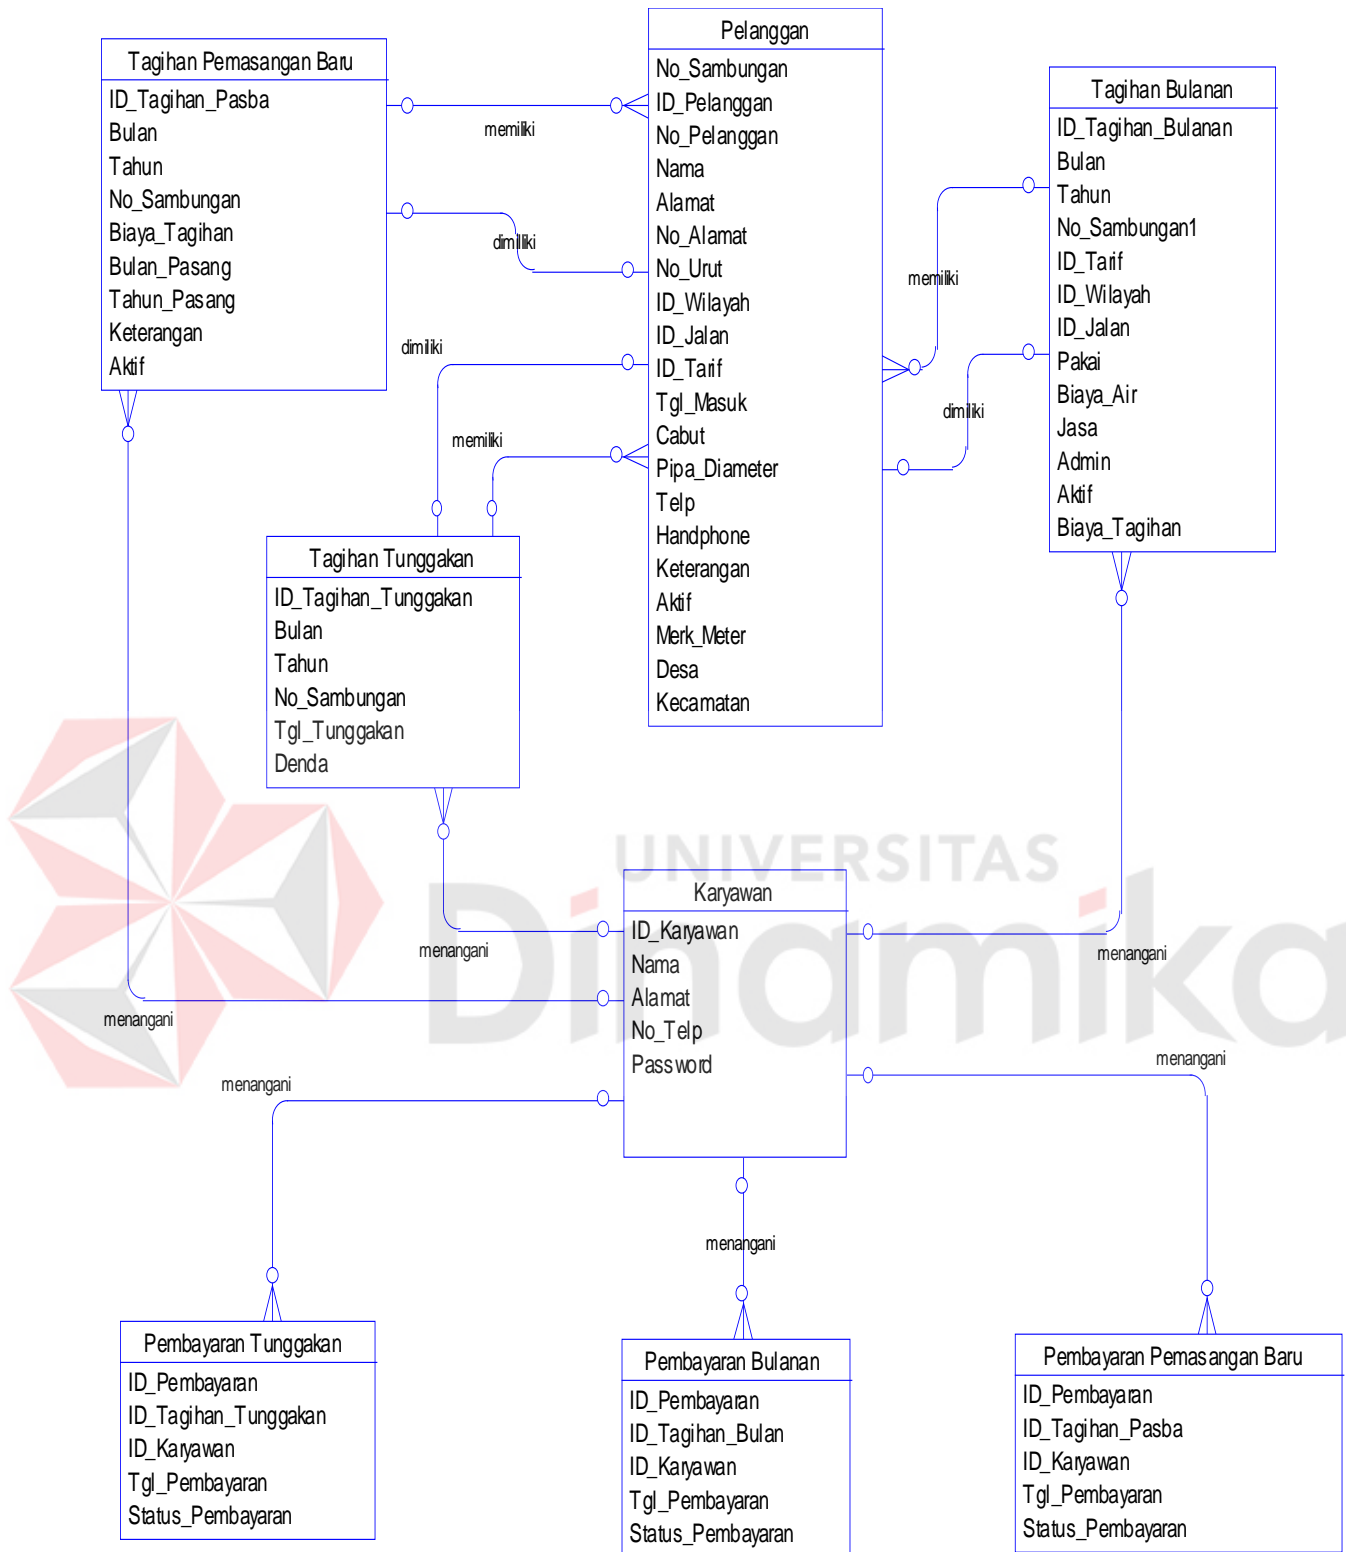 Tagihan Pemasangan Baru
ID_Tagihan_Pasba
Bulan
Tahun
No_Sambungan
Biaya_Tagihan
Bulan_Pasang
Tahun_Pasang
Keterangan
Aktif
memiliki
dimilliki
Pelanggan
No_Sambungan
ID_Pelanggan
No_Pelanggan
Nama
Alamat
No_Alamat
No_Urut
ID_Wilayah
ID_Jalan
ID_Tarif
Tgl_Masuk
Cabut
Pipa_Diameter
Telp
Handphone
Keterangan
Aktif
Merk_Meter
Desa
Kecamatan
memiliki
dimiliki
Tagihan Bulanan
ID_Tagihan_Bulanan
Bulan
Tahun
No_Sambungan1
ID_Tarif
ID_Wilayah
ID_Jalan
Pakai
Biaya_Air
Jasa
Admin
Aktif
Biaya_Tagihan
dimiliki
memiliki
Tagihan Tunggakan
ID_Tagihan_Tunggakan
Bulan
Tahun
No_Sambungan
Tgl_Tunggakan
Denda
UNIVERSITAS
Dinamika
menangani
menangani
menangani
Karyawan
ID_Karyawan
Nama
Alamat
No_Telp
Password
menangani
menangani
menangani
Pembayaran Tunggakan
ID_Pembayaran
ID_Tagihan_Tunggakan
ID_Karyawan
Tgl_Pembayaran
Status_Pembayaran
Pembayaran Bulanan
ID_Pembayaran
ID_Tagihan_Bulan
ID_Karyawan
Tgl_Pembayaran
Status_Pembayaran
Pembayaran Pemasangan Baru
ID_Pembayaran
ID_Tagihan_Pasba
ID_Karyawan
Tgl_Pembayaran
Status_Pembayaran